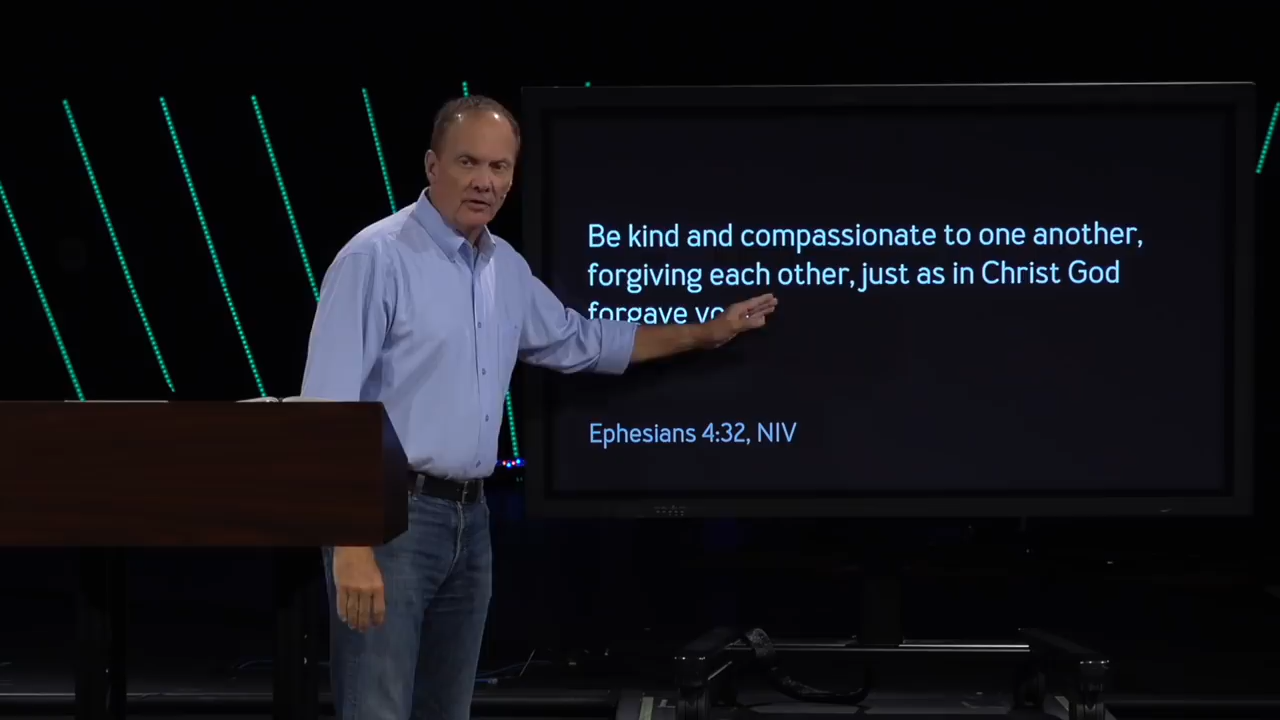 Be kind and compassionate to one another,
forgiving each other, just as in Christ God
forgave
Ephesians 4:32, NIV